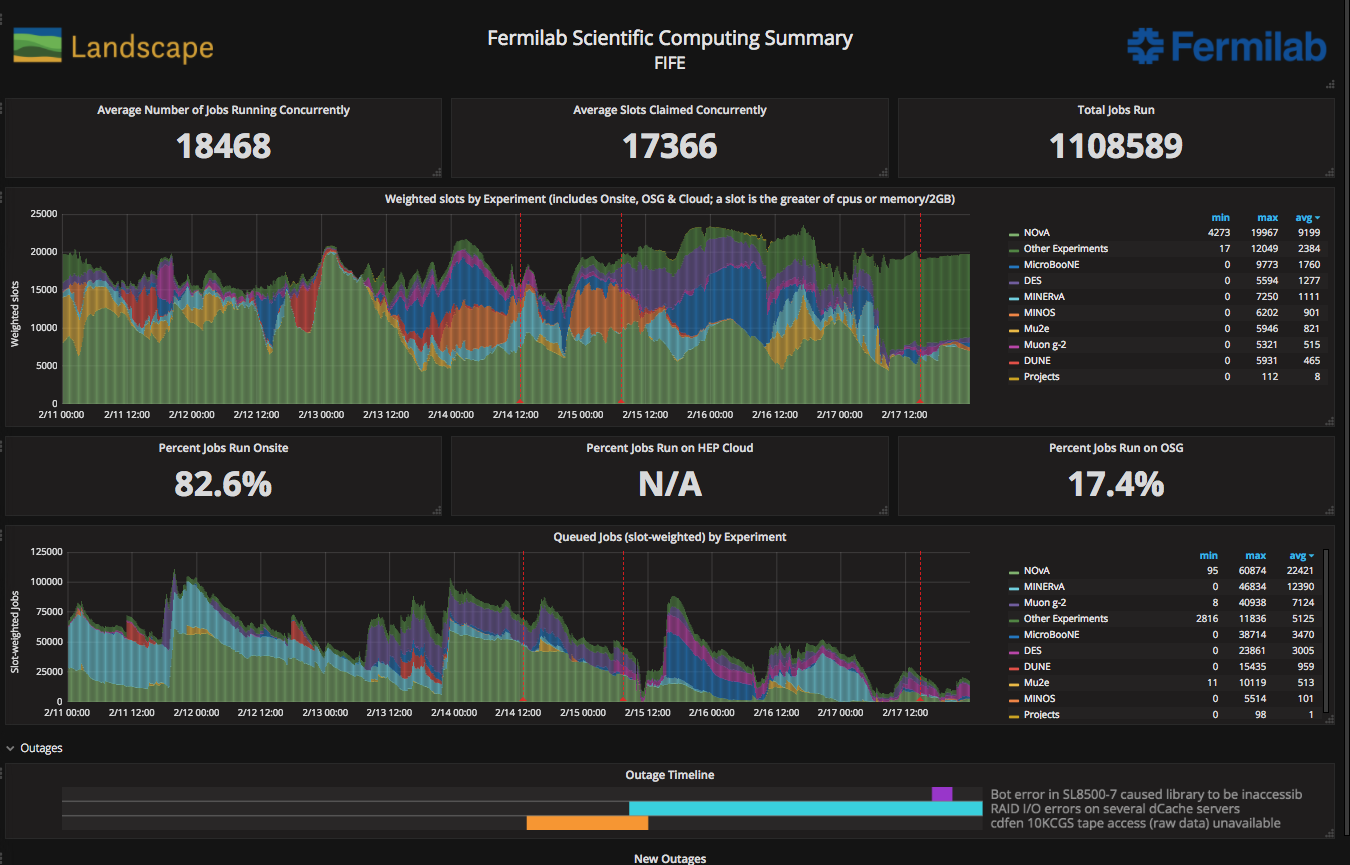 Landscape
Fermilab Scientific Computing Summary
FIFE
Fermilab
Average Number of Jobs Running Concurrently
18468
Average Slots Claimed Concurrently
17366
Total Jobs Run
1108589
Weighted slots by Experiment (includes Onsite, OSG & Cloud; a slot is the greater of cpus or memory/2GB)
Weighted slots
25000
20000
15000
10000
5000
0
2/11 00:00 2/11 12:00 2/12 00:00 2/12 12:00 2/13 00:00 2/13 12:00 2/14 00:00 2/14 12:00 2/15 00:00 2/15 12:00 2/16 00:00 2/16 12:00 2/17 00:00 2/17 12:00
min max avg
NOvA 4273 19967 9199
Other Experiments 17 12049 2384
MicroBooNE 0 9773 1760
DES 0 5594 1277
MINERvA 0 7250 1111
MINOS 0 6202 901
Mu2e 0 5946 821
Muon g-2 0 5321 515
DUNE 0 5931 465
Projects 0 112 8
Percent Jobs Run Onsite
82.6%
Percent Jobs Run on HEP Cloud
N/A
Percent Jobs Run on OSG
17.4%
Queued Jobs (slot-weighted) by Experiment
Slot-weighted Jobs
125000
100000
75000
50000
25000
0
2/11 00:00 2/11 12:00 2/12 00:00 2/12 12:00 2/13 00:00 2/13 12:00 2/14 00:00 2/14 12:00 2/15 00:00 2/15 12:00 2/16 00:00 2/16 12:00 2/17 00:00 2/17 12:00
min max avg
NOvA 95 60874 22421
MINERvA 0 46834 12390
Muon g-2 8 40938 7124
Other Experiments 2816 11836 5125
MicroBooNE 0 38714 3470
DES 0 23861 3005
DUNE 0 15435 959
Mu2e 11 10119 513
MINOS 0 5514 101
Projects 0 98 1
Outages
Outage Timeline
Bot error in SL8500-7 caused library to be inaccessib
RAID I/O errors on several dCache servers
cdfen 10KCGS tape access (raw data) unavailable
New Outages